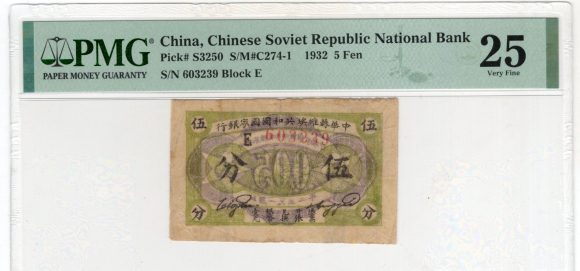 PMG
PAPER MONEY GUARANTY
China, Chinese Soviet Republic National Bank
Pick# S3250 S/M#C274-1 1932 5 Fen
S/N 603239 Block E
25
Very Fine
行銀家國國和共埃維蘇華中
伍 伍
E 603239
分 伍
分 分